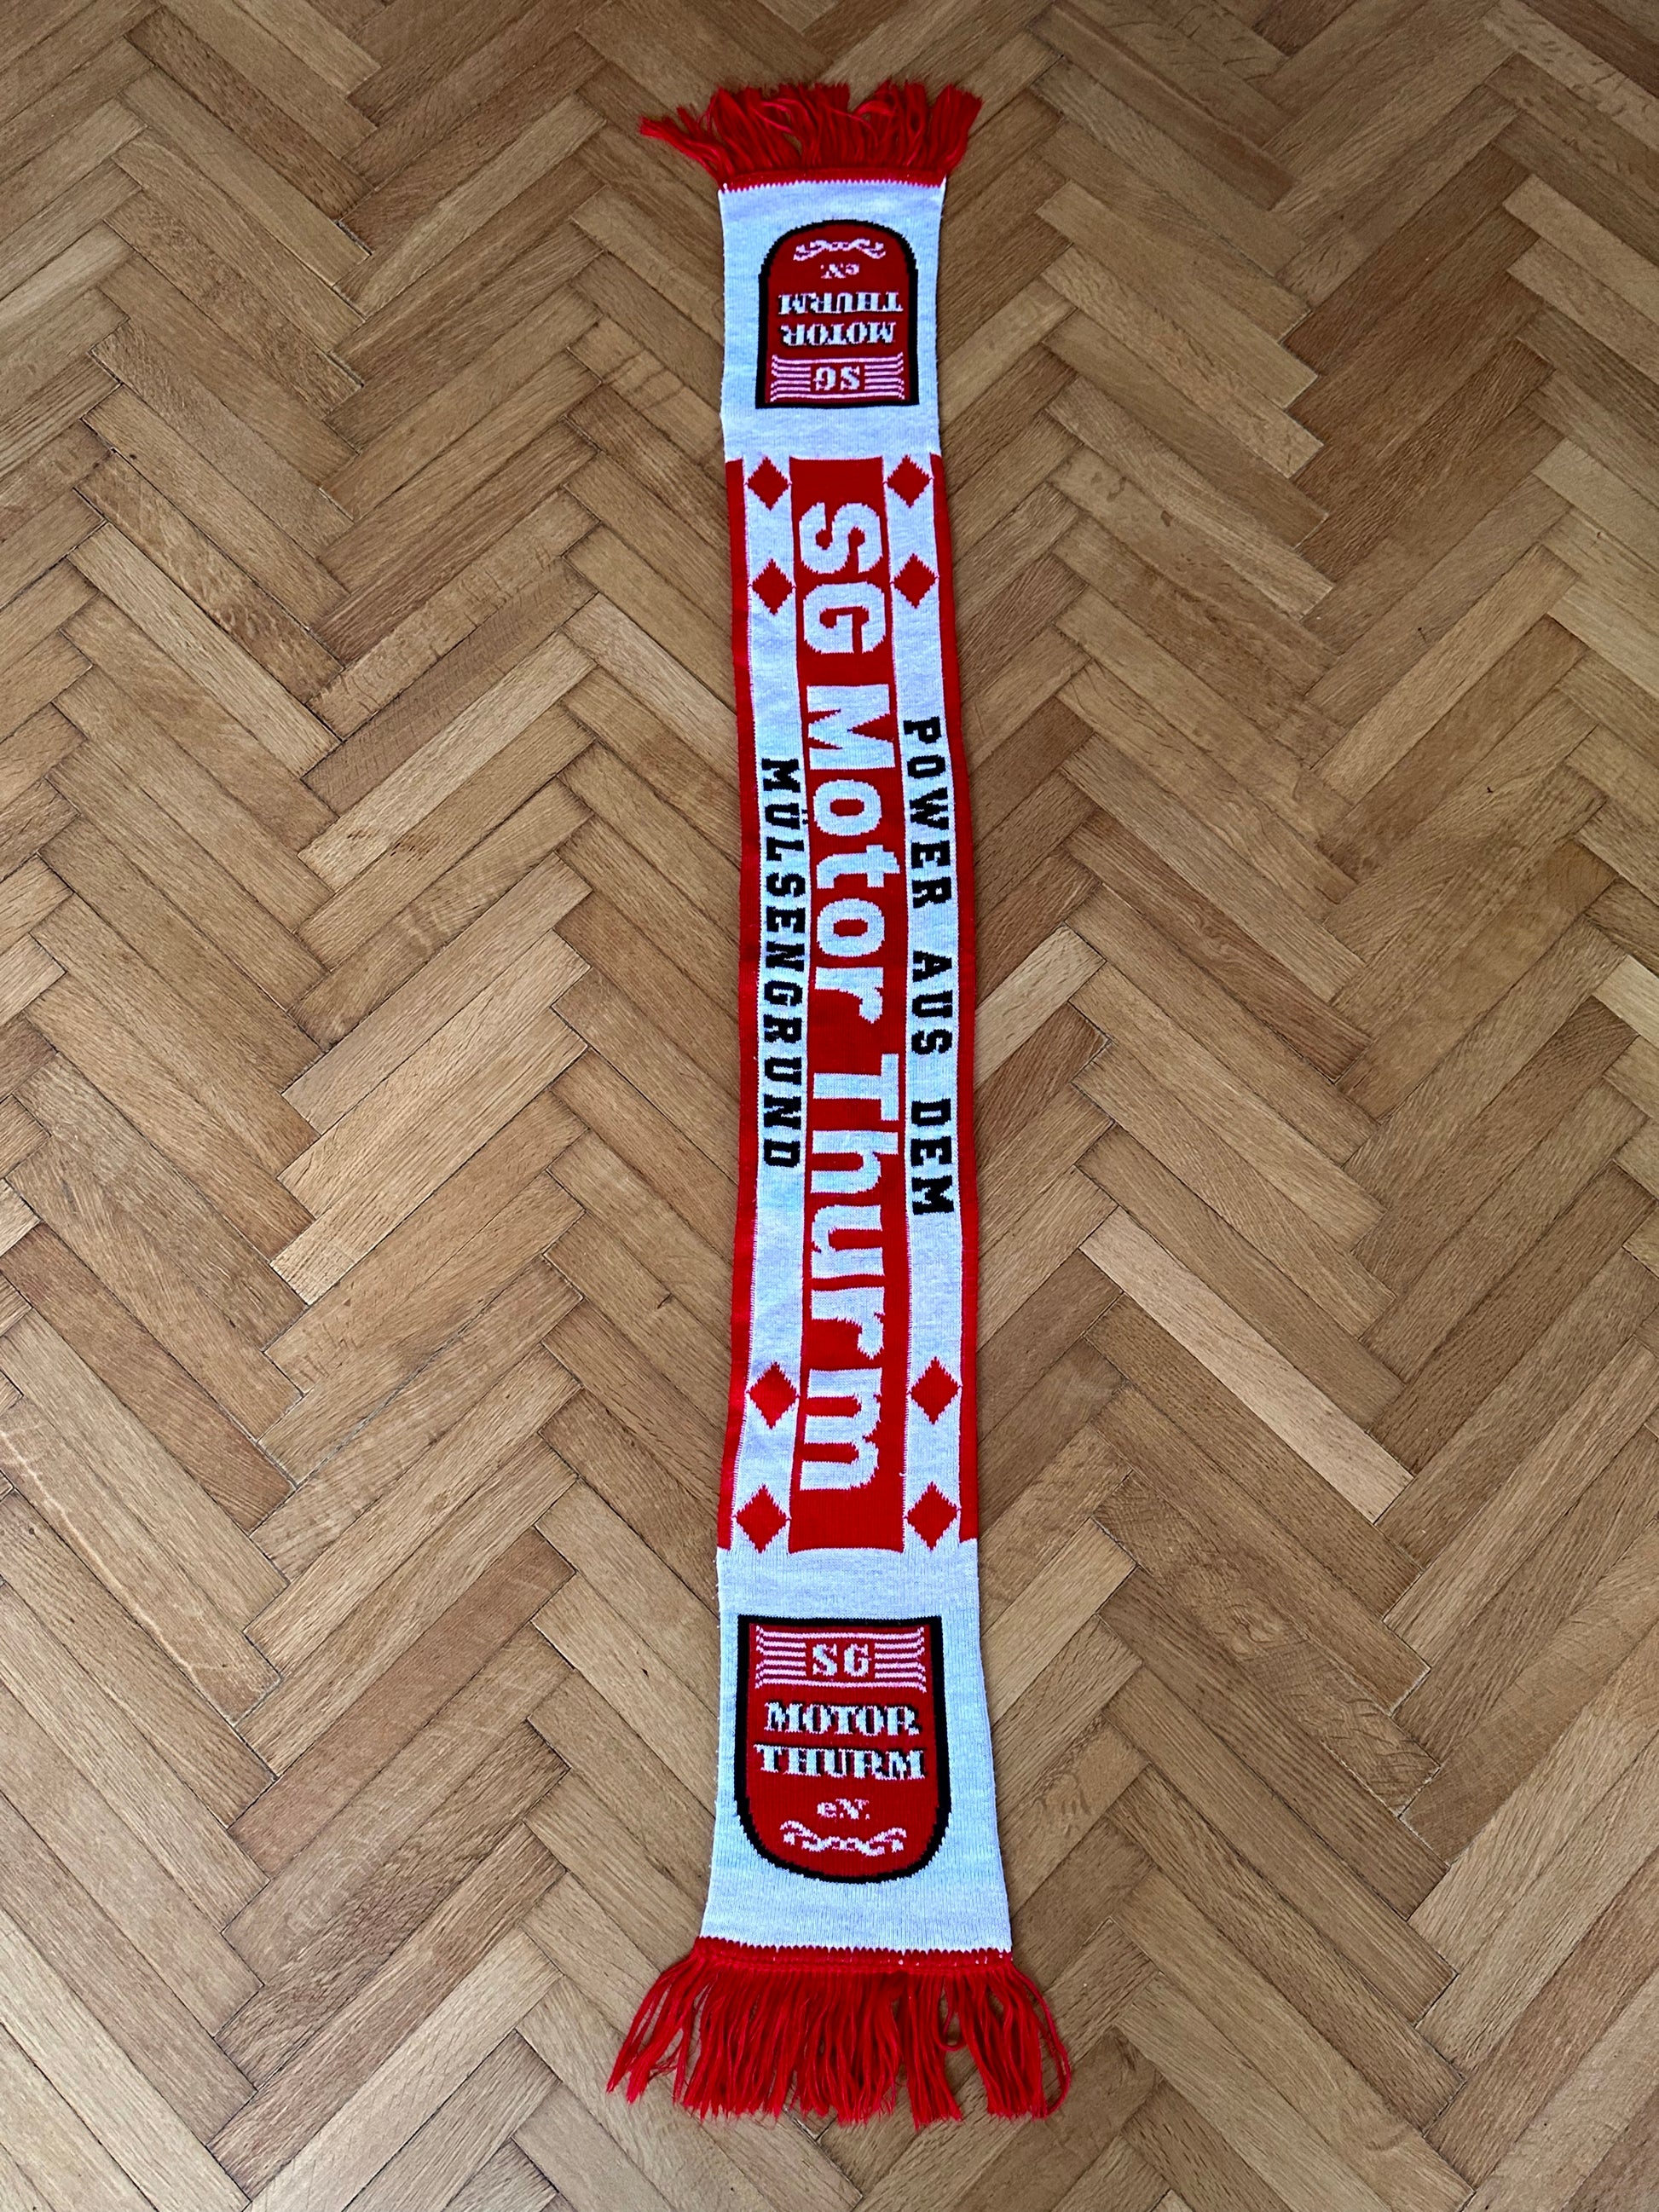 SG
MOTOR
THURM
e.V.
POWER AUS DEM
SG Motor Thurm
MÜLSENGRUND
SG
MOTOR
THURM
e.V.